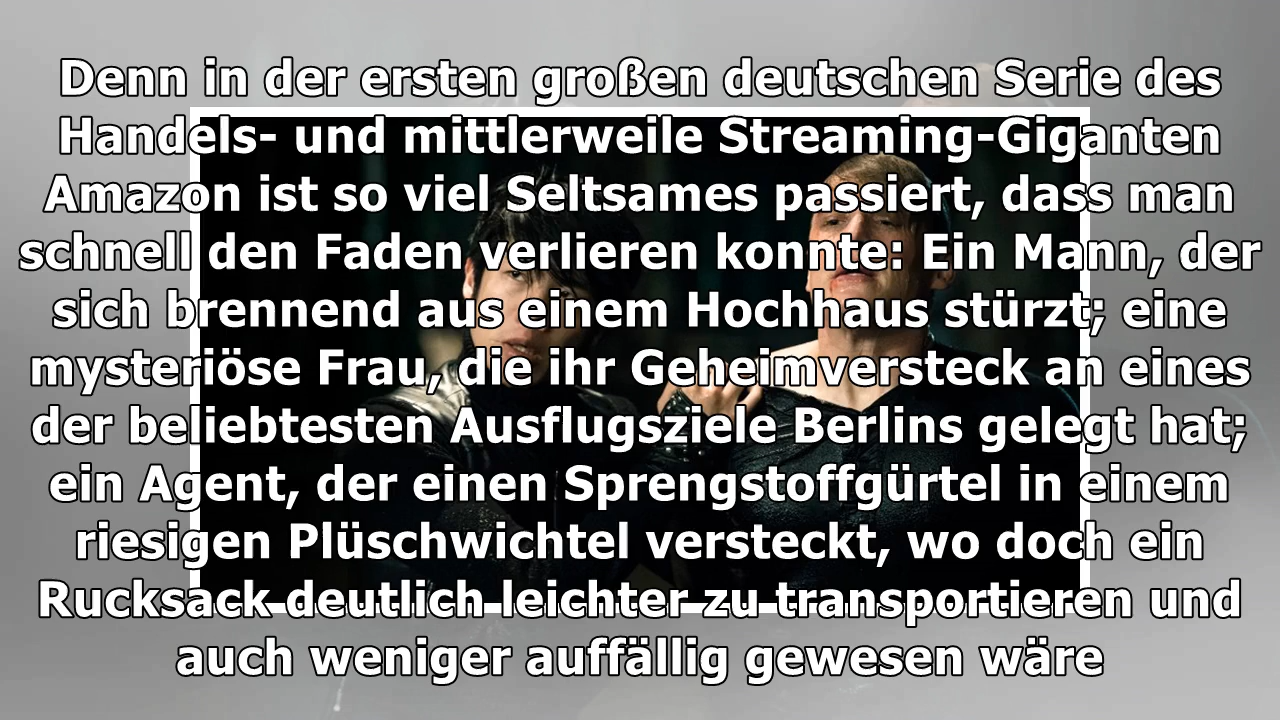 Denn in der ersten großen deutschen Serie des
Handels- und mittlerweile Streaming-Giganten
Amazon ist so viel Seltsames passiert, dass man
schnell den Faden verlieren konnte: Ein Mann, der
sich brennend aus einem Hochhaus stürzt; eine
mysteriöse Frau, die ihr Geheimversteck an eines
der beliebtesten Ausflugsziele Berlins gelegt hat;
ein Agent, der einen Sprengstoffgürtel in einem
riesigen Plüschwichtel versteckt, wo doch ein
Rucksack deutlich leichter zu transportieren und
auch weniger auffällig gewesen wäre